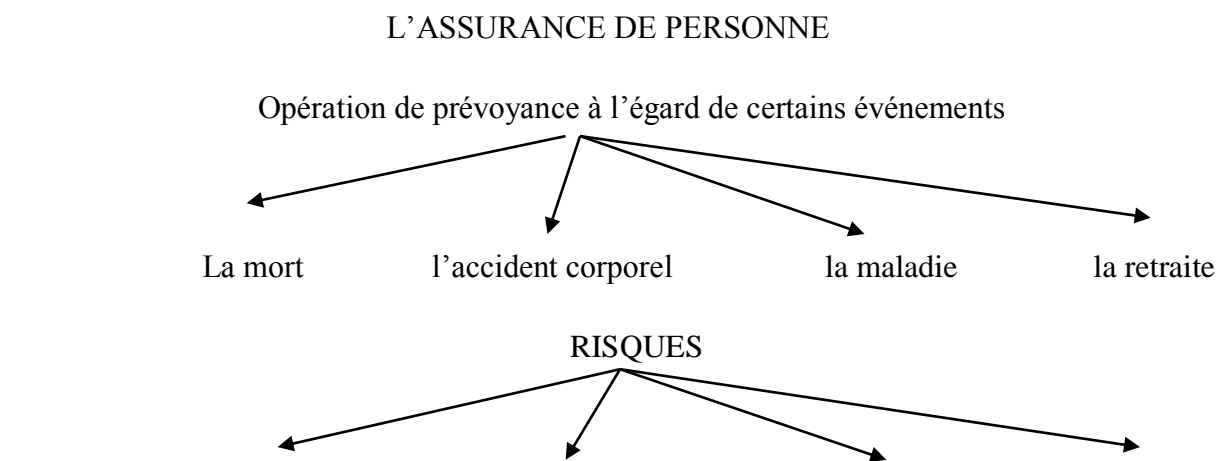 L’ASSURANCE DE PERSONNE
Opération de prévoyance à l’égard de certains événements
La mort l’accident corporel la maladie la retraite
RISQUES